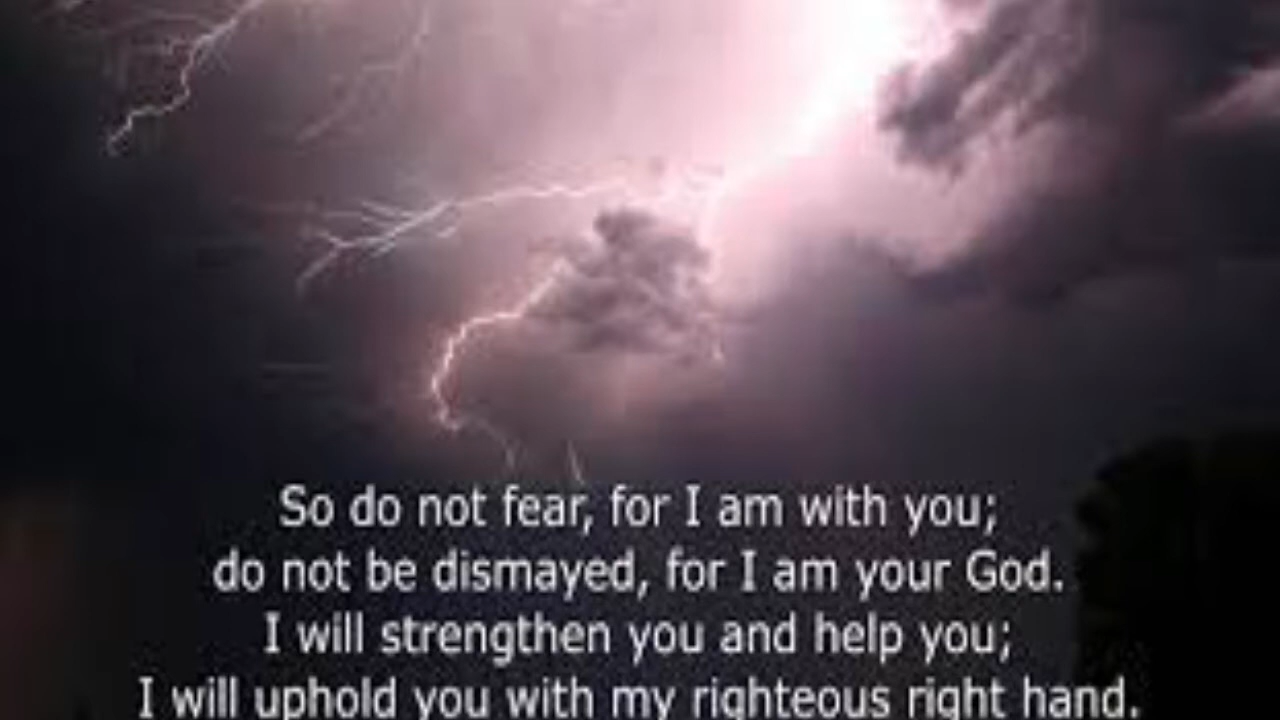 So do not fear, for I am with you;
do not be dismayed, for I am your God.
I will strengthen you and help you;
I will uphold you with my righteous right hand.